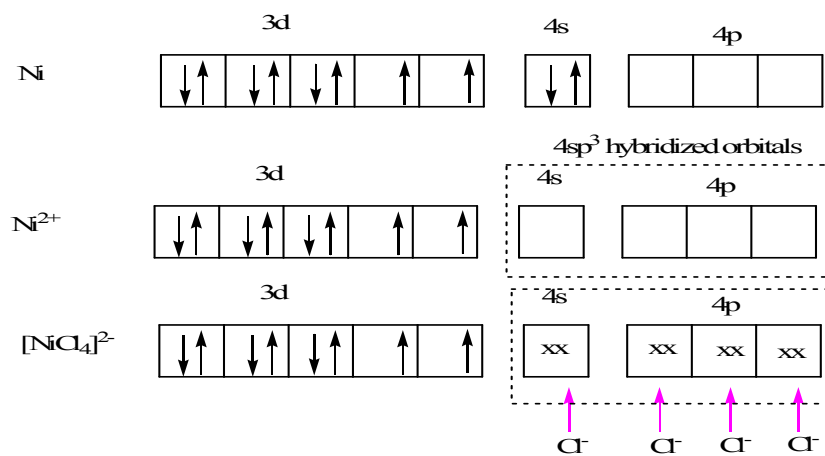 3d 4s 4p
Ni
4sp³ hybridized orbitals
3d 4s 4p
Ni²⁺
3d 4s 4p
[NiCl₄]²⁻ xx xx xx xx
Cl⁻ Cl⁻ Cl⁻ Cl⁻